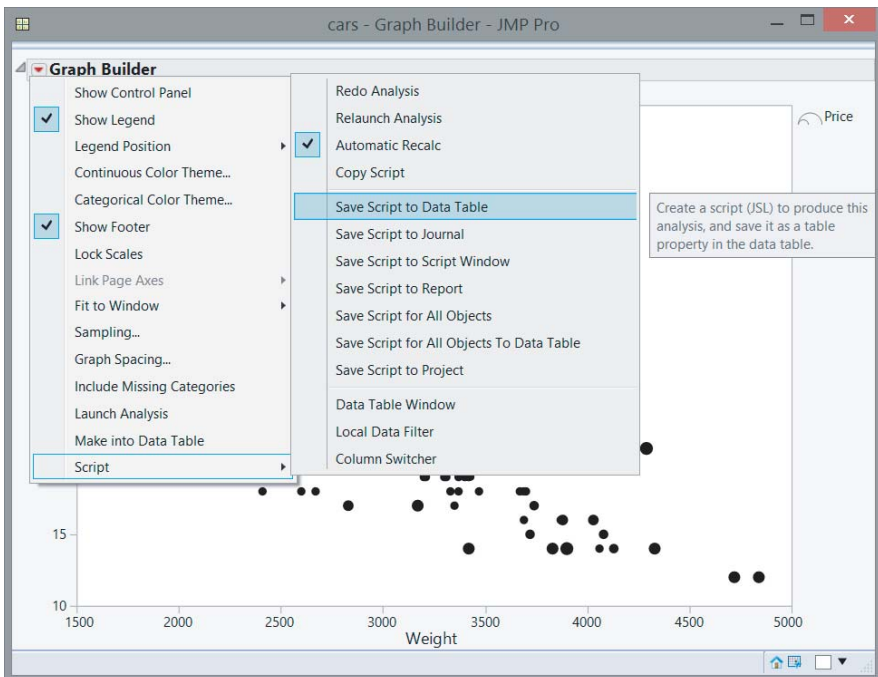 cars - Graph Builder - JMP Pro
Graph Builder
Show Control Panel
Show Legend
Legend Position
Continuous Color Theme...
Categorical Color Theme...
Show Footer
Lock Scales
Link Page Axes
Fit to Window
Sampling...
Graph Spacing...
Include Missing Categories
Launch Analysis
Make into Data Table
Script
Redo Analysis
Relaunch Analysis
Automatic Recalc
Copy Script
Save Script to Data Table
Save Script to Journal
Save Script to Script Window
Save Script to Report
Save Script for All Objects
Save Script for All Objects To Data Table
Save Script to Project
Data Table Window
Local Data Filter
Column Switcher
Price
Create a script (JSL) to produce this
analysis, and save it as a table
property in the data table.
15
10
1500 2000 2500 3000 3500 4000 4500 5000
Weight